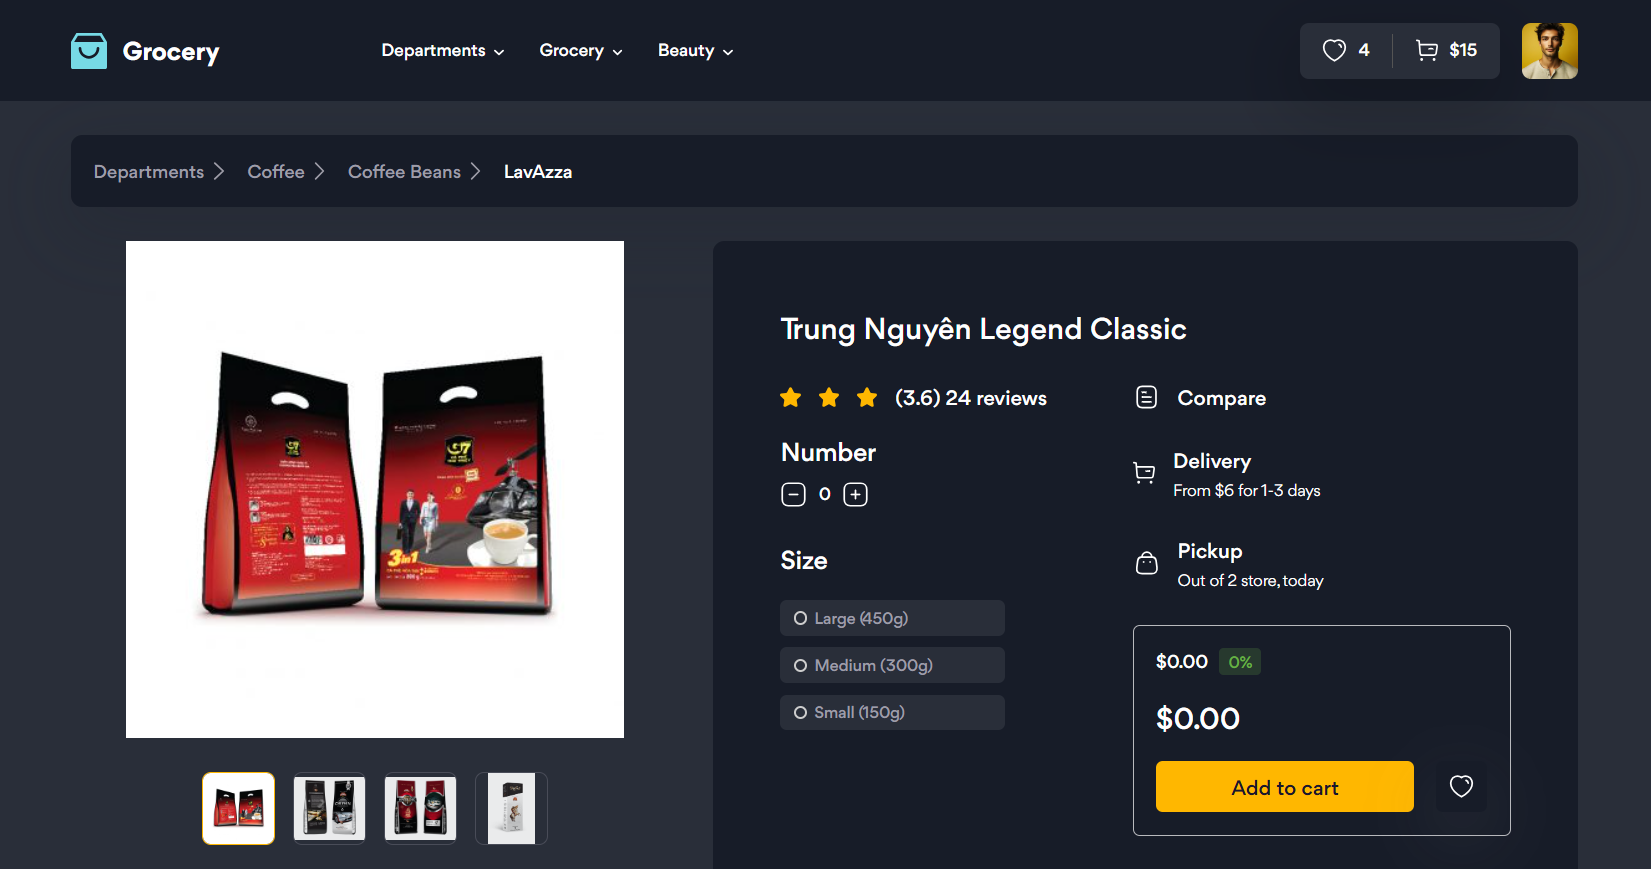 Grocery
Departments
Grocery
Beauty
4
$15
Departments
Coffee
Coffee Beans
LavAzza
Trung Nguyên Legend Classic
(3.6) 24 reviews
Compare
Number
0
Delivery
From $6 for 1-3 days
Pickup
Out of 2 store, today
Size
Large (450g)
Medium (300g)
Small (150g)
$0.00 0%
$0.00
Add to cart
G7
3in1